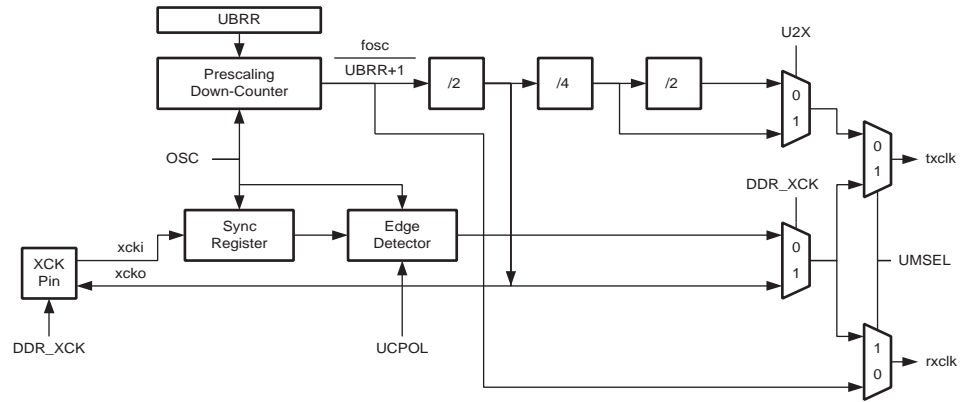 UBRR
fosc
U2X
Prescaling
Down-Counter
UBRR+1
/2
/4
/2
0
1
OSC
0
1
txclk
DDR_XCK
Sync
Register
Edge
Detector
xcki
0
1
UMSEL
XCK
Pin
xcko
DDR_XCK
UCPOL
1
0
rxclk